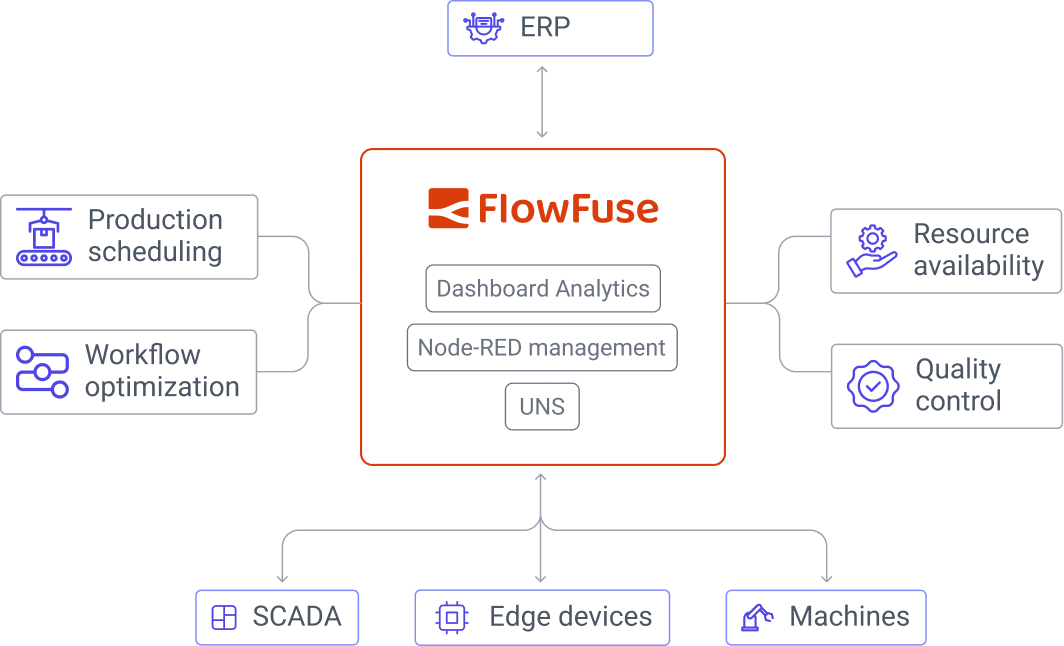 ERP
FlowFuse
Production
scheduling
Dashboard Analytics
Resource
availability
Node-RED management
Workflow
optimization
UNS
Quality
control
SCADA
Edge devices
Machines